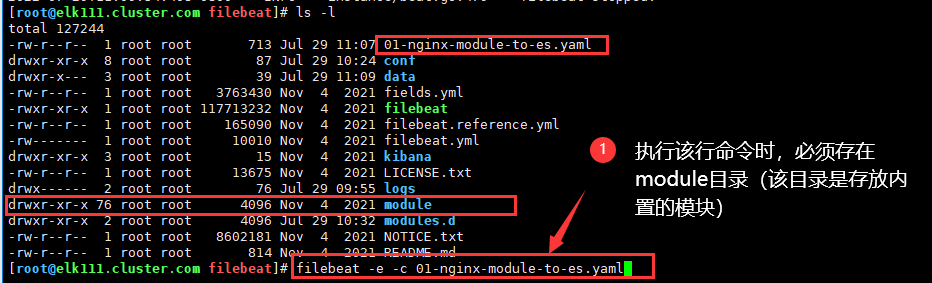 [root@elk111.cluster.com filebeat]# ls -l
total 127244
-rw-r--r-- 1 root root 713 Jul 29 11:07 01-nginx-module-to-es.yaml
drwxr-xr-x 8 root root 87 Jul 29 10:24 conf
drwxr-x--- 3 root root 39 Jul 29 11:09 data
-rw-r--r-- 1 root root 3763430 Nov 4 2021 fields.yml
-rwxr-xr-x 1 root root 117713232 Nov 4 2021 filebeat
-rw-r--r-- 1 root root 165090 Nov 4 2021 filebeat.reference.yml
-rw------- 1 root root 10010 Nov 4 2021 filebeat.yml
drwxr-xr-x 3 root root 15 Nov 4 2021 kibana
-rw-r--r-- 1 root root 13675 Nov 4 2021 LICENSE.txt
drwx------ 2 root root 76 Jul 29 09:55 logs
drwxr-xr-x 76 root root 4096 Nov 4 2021 module
drwxr-xr-x 2 root root 4096 Jul 29 10:32 modules.d
-rw-r--r-- 1 root root 8602181 Nov 4 2021 NOTICE.txt
-rw-r--r-- 1 root root 814 Nov 4 2021 README.md
[root@elk111.cluster.com filebeat]# filebeat -e -c 01-nginx-module-to-es.yaml
1
执行该行命令时，必须存在
module目录（该目录是存放内
置的模块）